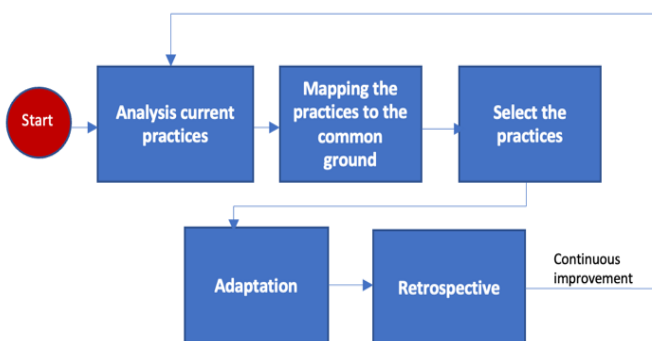 Start
Analysis current
practices
Mapping the
practices to the
common
ground
Select the
practices
Adaptation
Retrospective
Continuous
improvement